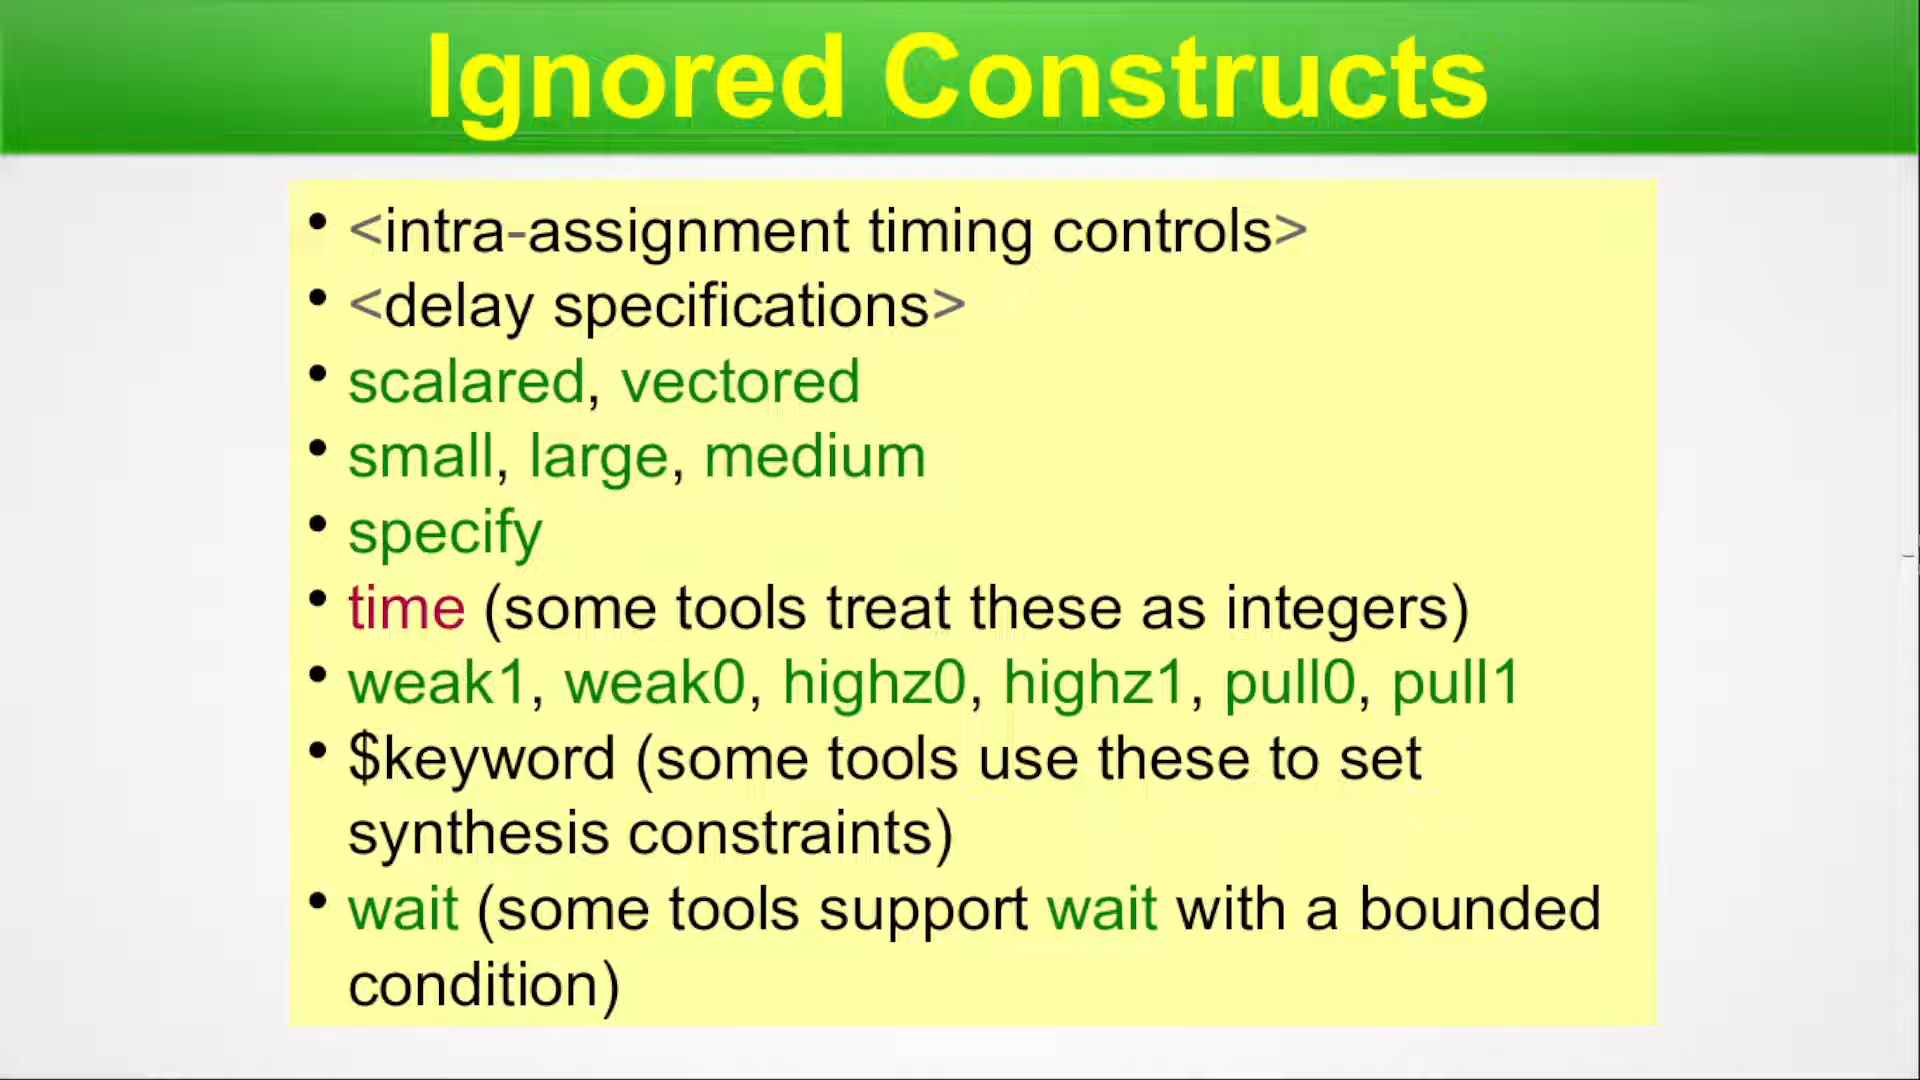 Ignored Constructs
• <intra-assignment timing controls>
• <delay specifications>
• scalared, vectored
• small, large, medium
• specify
• time (some tools treat these as integers)
• weak1, weak0, highz0, highz1, pull0, pull1
• $keyword (some tools use these to set
synthesis constraints)
• wait (some tools support wait with a bounded
condition)